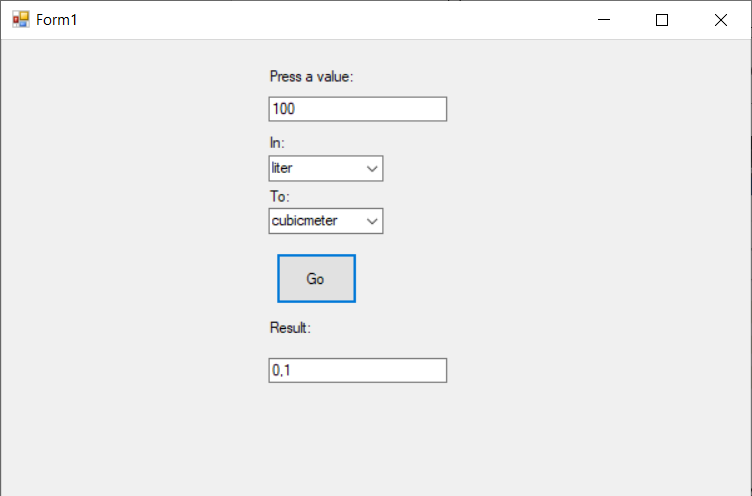 Form1
Press a value:
100
In:
liter
To:
cubicmeter
Go
Result:
0,1